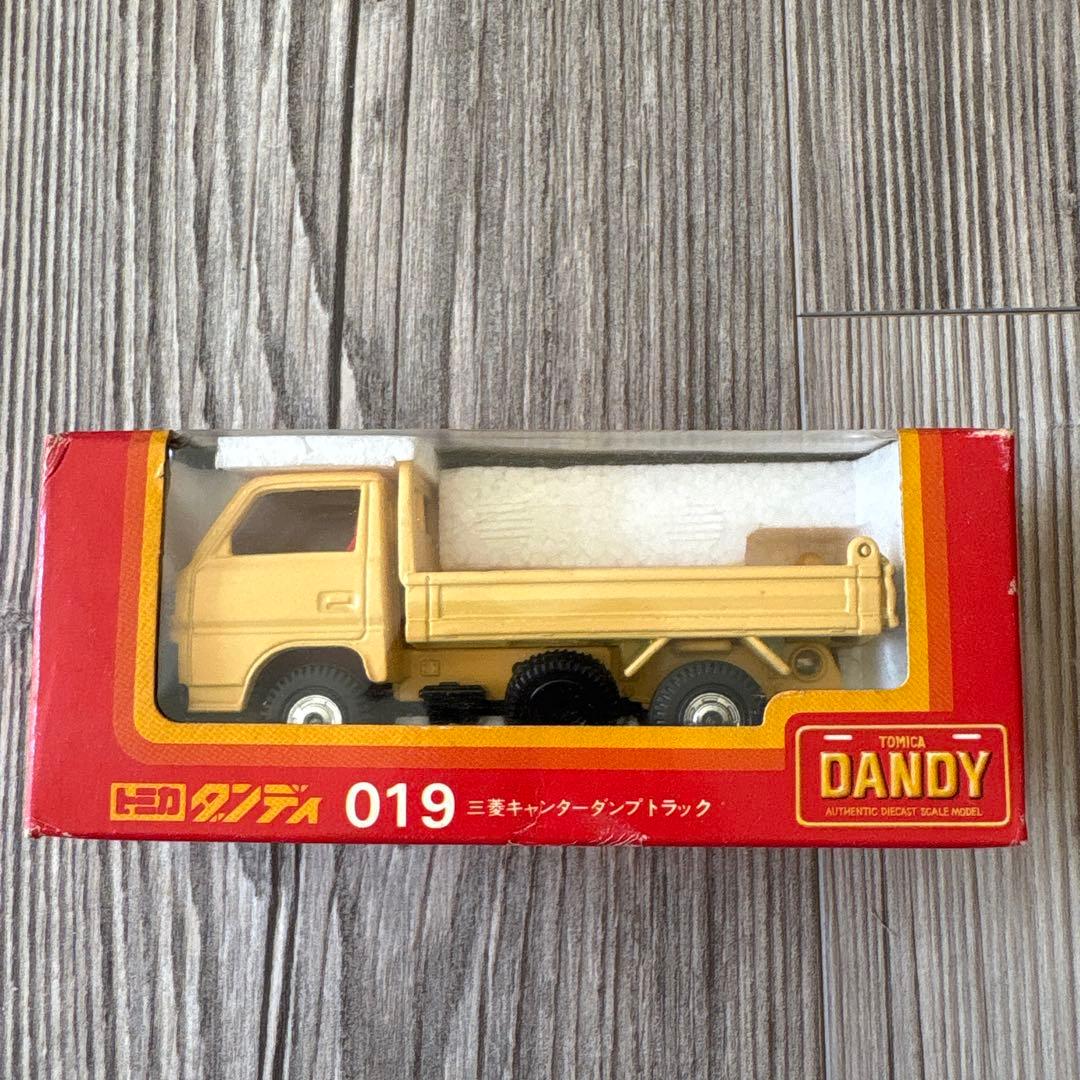 トミカ ダンディ 019 三菱キャンターダンプトラック
TOMICA
DANDY
AUTHENTIC DIECAST SCALE MODEL